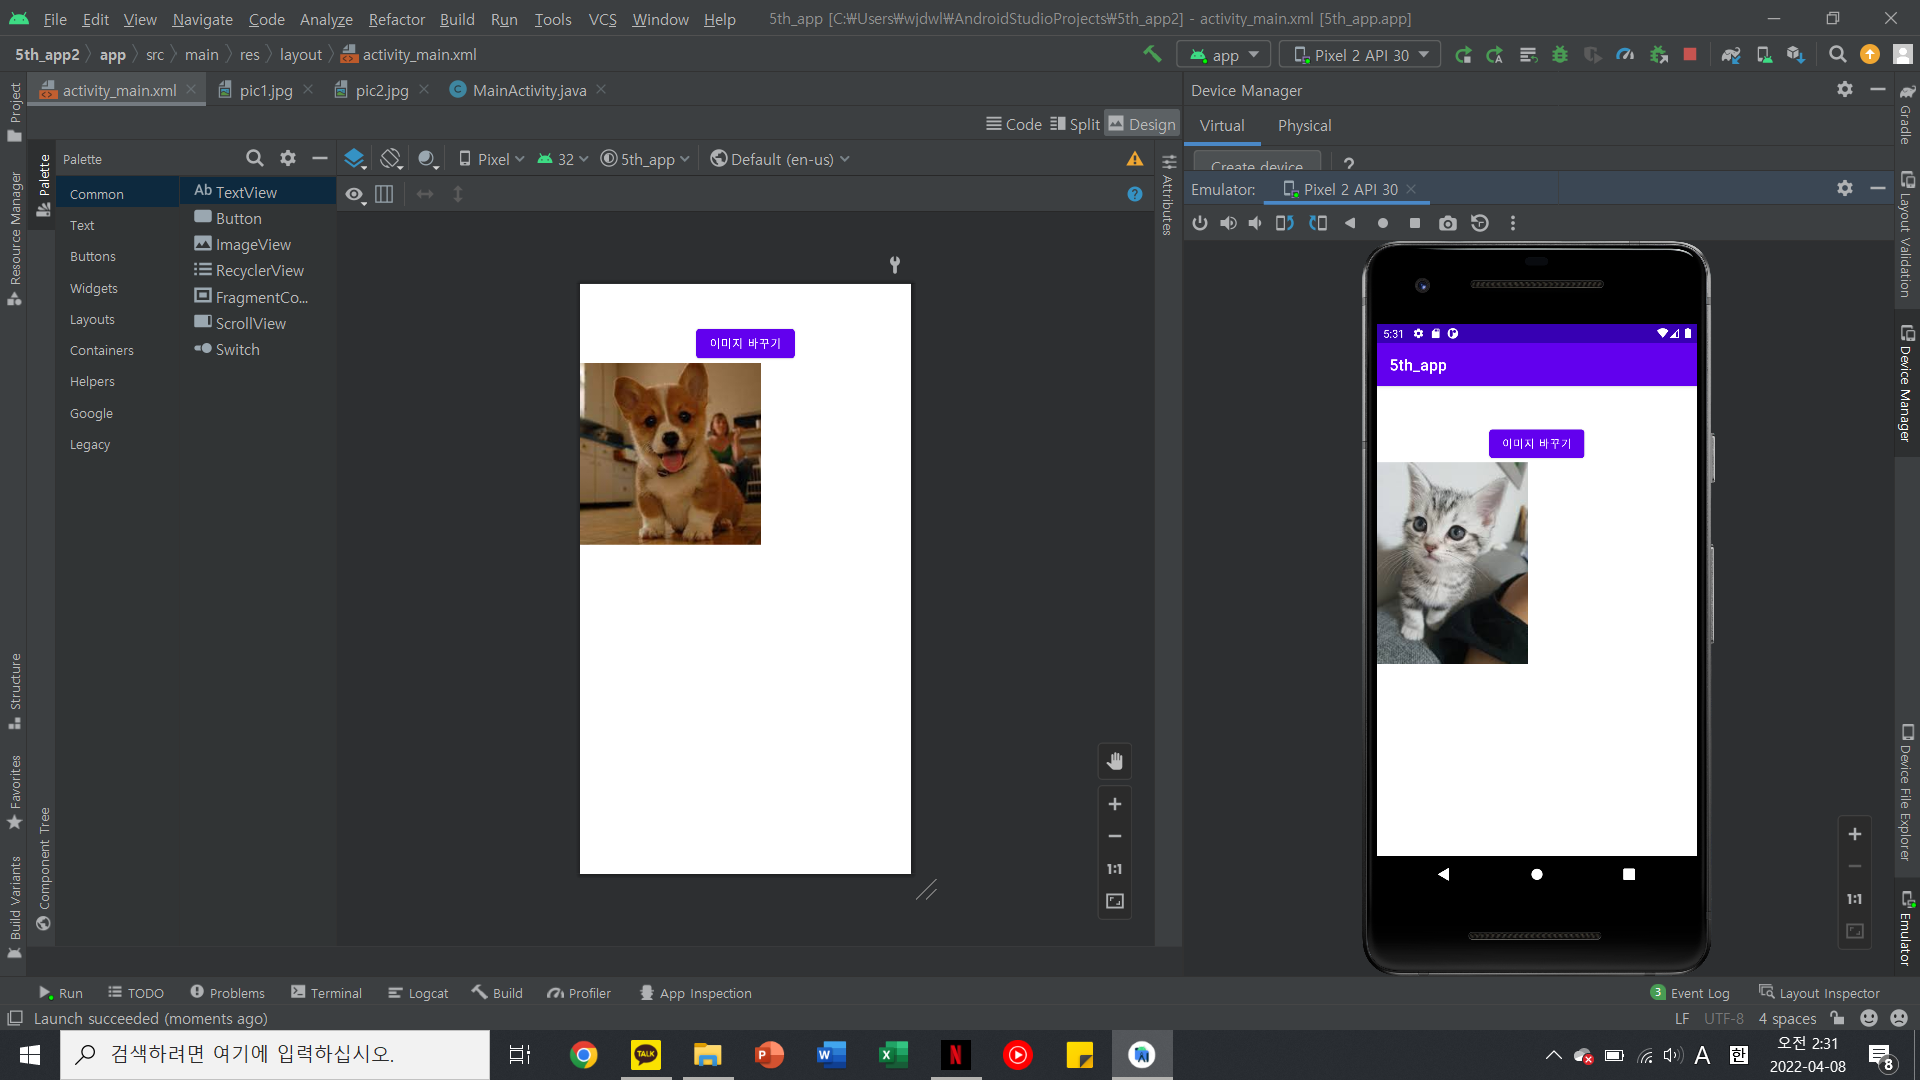 File Edit View Navigate Code Analyze Refactor Build Run Tools VCS Window Help 5th_app [C:₩Users₩wjdwl₩AndroidStudioProjects₩5th_app2] - activity_main.xml [5th_app.app]
5th_app2 app src main res layout activity_main.xml app Pixel 2 API 30
activity_main.xml pic1.jpg pic2.jpg MainActivity.java
Device Manager
Code Split Design
Virtual Physical
Create device ?
Palette
Pixel 32 5th_app Default (en-us)
Emulator: Pixel 2 API 30
Common
Text
Buttons
Widgets
Layouts
Containers
Helpers
Google
Legacy
Ab TextView
Button
ImageView
RecyclerView
FragmentCo...
ScrollView
Switch
이미지 바꾸기
5:31
5th_app
이미지 바꾸기
1:1
1:1
Project
Resource Manager
Structure
Favorites
Build Variants
Palette
Component Tree
Attributes
Gradle
Layout Validation
Device Manager
Device File Explorer
Emulator
Run TODO Problems Terminal Logcat Build Profiler App Inspection 3 Event Log Layout Inspector
Launch succeeded (moments ago) LF UTF-8 4 spaces
검색하려면 여기에 입력하십시오.
TALK
P
W
X
N
A 한
오전 2:31
2022-04-08
8